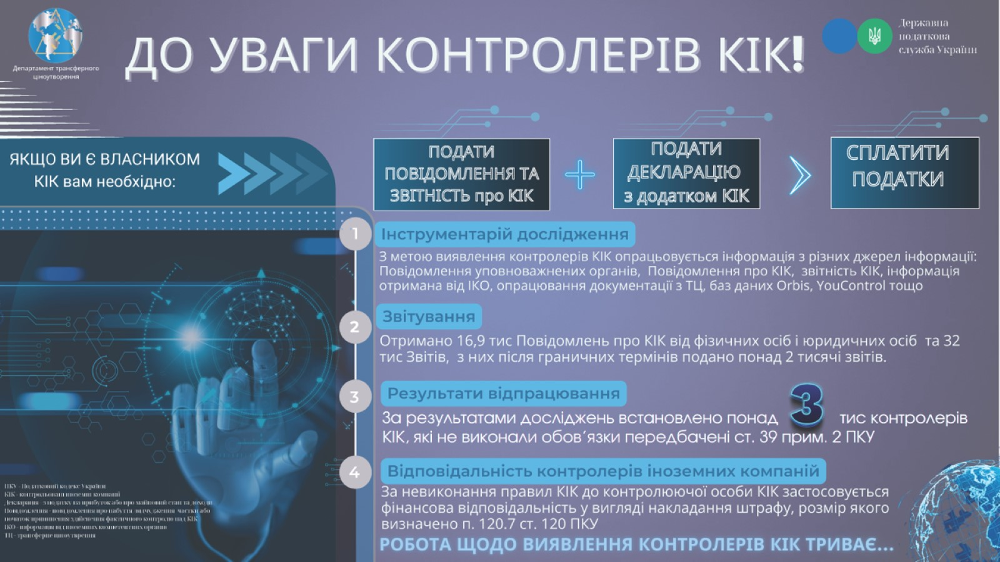 Департамент трансферного
ціноутворення
ДО УВАГИ КОНТРОЛЕРІВ КІК!
Державна
податкова
служба України
ЯКЩО ВИ Є ВЛАСНИКОМ
КІК вам необхідно:
ПОДАТИ
ПОВІДОМЛЕННЯ ТА
ЗВІТНІСТЬ про КІК
+
ПОДАТИ
ДЕКЛАРАЦІЮ
з додатком КІК
СПЛАТИТИ
ПОДАТКИ
1
Інструментарій дослідження
З метою виявлення контролерів КІК опрацьовується інформація з різних джерел інформації:
Повідомлення уповноважнених органів, Повідомлення про КІК, звітність КІК, інформація
отримана від ІКО, опрацювання документації з ТЦ, баз даних Orbis, YouControl тощо
2
Звітування
Отримано 16,9 тис Повідомлень про КІК від фізичних осіб і юридичних осіб та 32
тис Звітів, з них після граничних термінів подано понад 2 тисячі звітів.
3
Результати відпрацювання
За результатами досліджень встановлено понад 3 тис контролерів
КІК, які не виконали обов'язки передбачені ст. 39 прим. 2 ПКУ
4
Відповідальність контролерів іноземних компаній
За невиконання правил КІК до контролюючої особи КІК застосовується
фінансова відповідальність у вигляді накладання штрафу, розмір якого
визначено п. 120.7 ст. 120 ПКУ
РОБОТА ЩОДО ВИЯВЛЕННЯ КОНТРОЛЕРІВ КІК ТРИВАЄ...
ПКУ - Податковий кодекс України
КІК - контрольовані іноземні компанії
Декларація - з податку на прибуток або про майновий стан та доходи
Повідомлення - повідомлення про набуття відчудження частки або
початок припинення здійснення фактичного контролю над КІК
ІКО - інформація від іноземних компетентних органів
ТЦ - трансферне ціноутворення